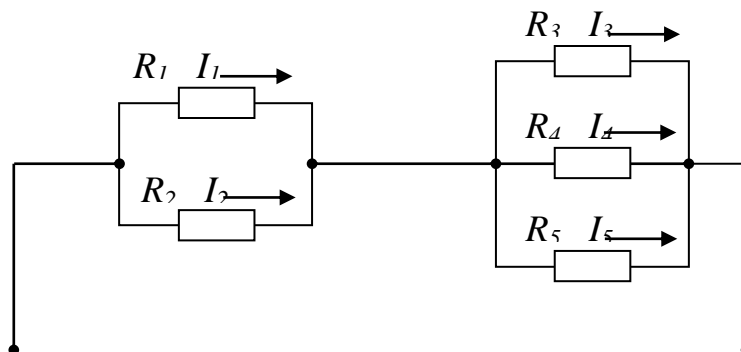 R₃ I₃
R₁ I₁
R₄ I₄
R₂ I₂
R₅ I₅